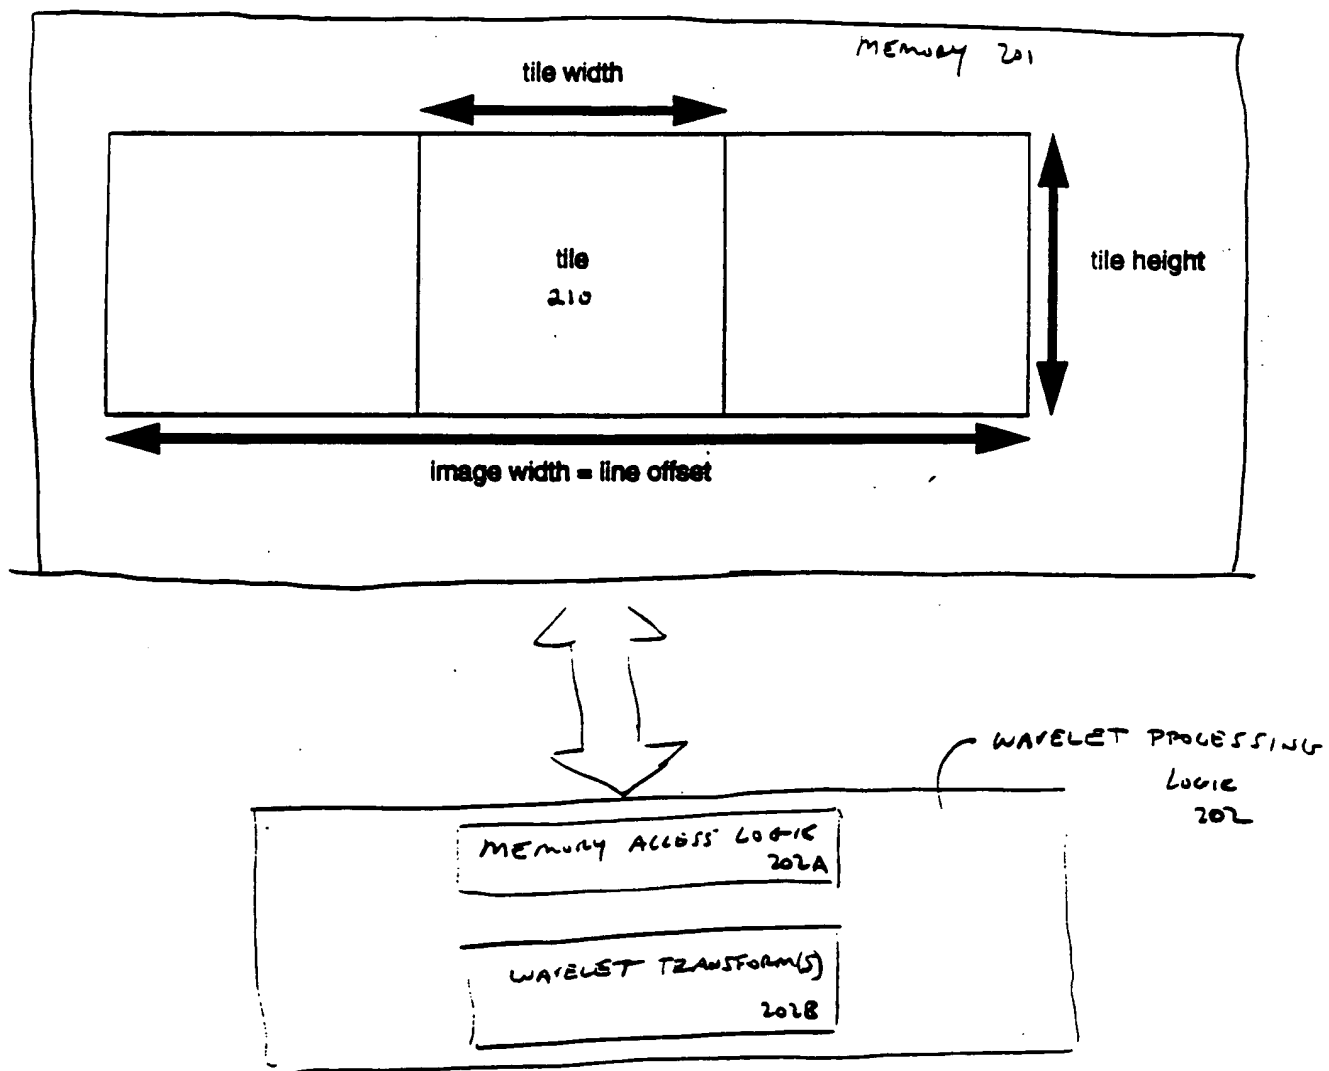 MEMORY 201
tile width
tile
210
tile height
image width = line offset
WAVELET PROCESSING
LOGIC
202
MEMORY ACCESS LOGIC
202A
WAVELET TRANSFORM(S)
202B